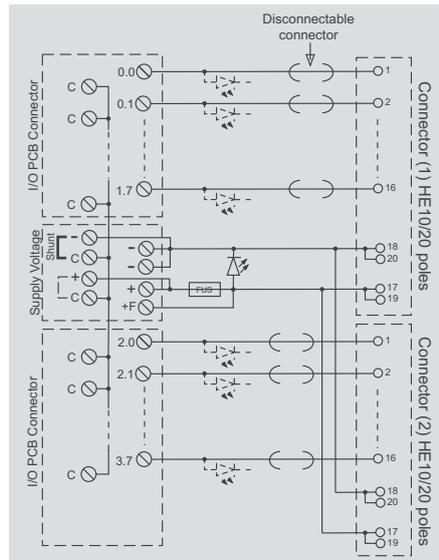 Disconnectable
connector
I/O PCB Connector
0.0
C
0.1
C
1.7
C
1
2
16
Connector (1) HE10/20 poles
Supply Voltage
Shunt
-
C
+
C
-
-
+
+F
FUS
18
20
17
19
I/O PCB Connector
2.0
C
2.1
C
3.7
C
1
2
16
18
20
17
19
Connector (2) HE10/20 poles